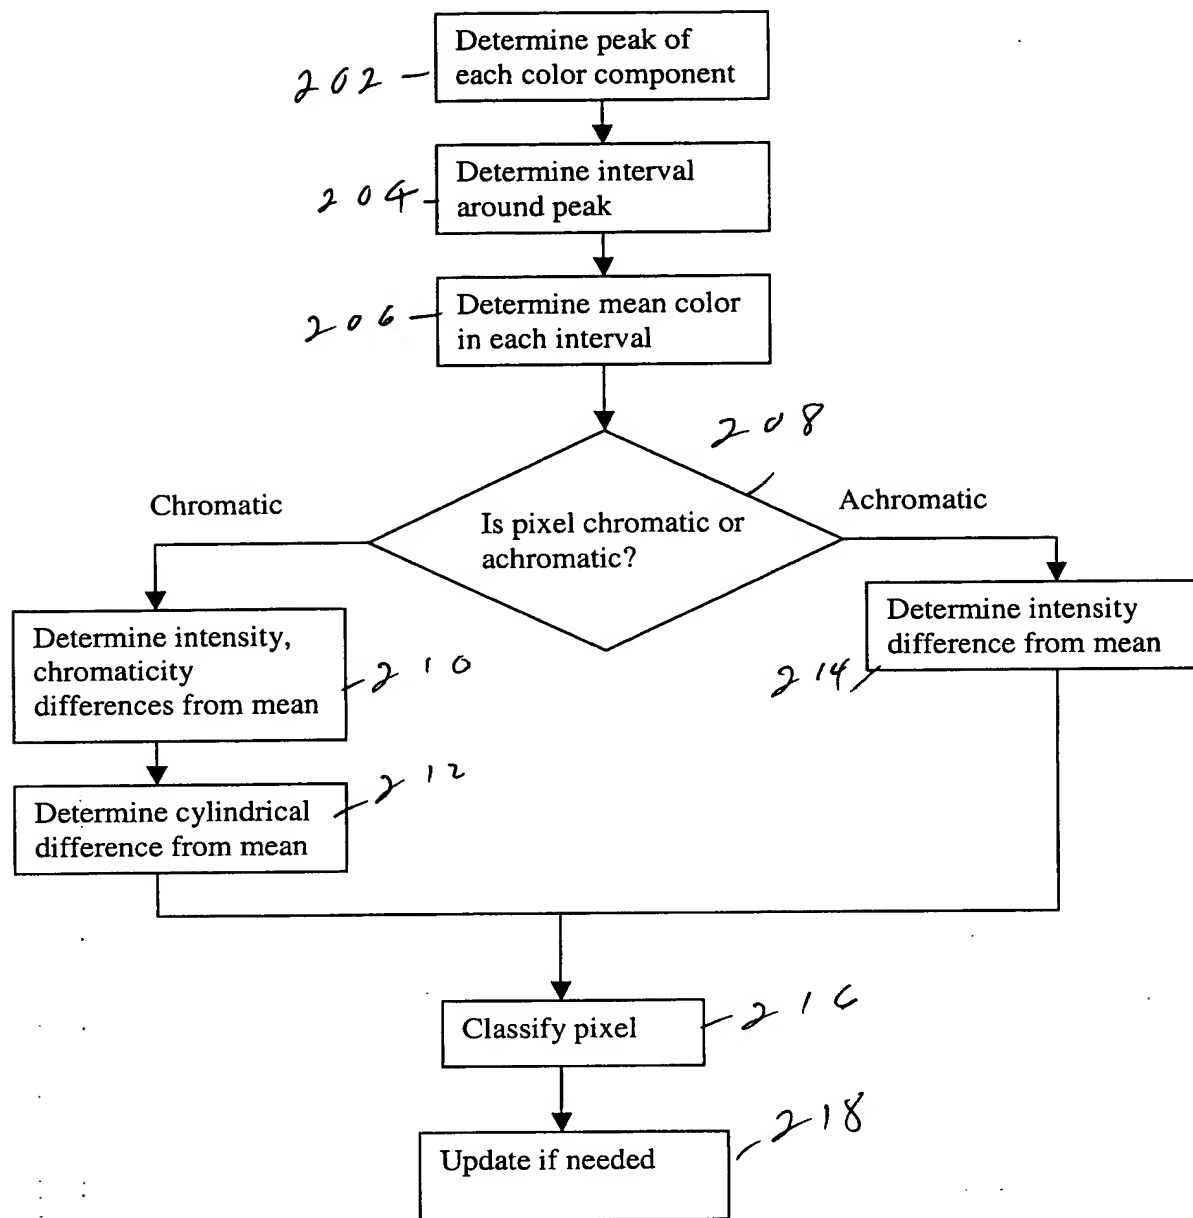 Determine peak of
each color component
202
Determine interval
around peak
204
Determine mean color
in each interval
206
208
Is pixel chromatic or
achromatic?
Chromatic
Achromatic
Determine intensity,
chromaticity
differences from mean
210
Determine intensity
difference from mean
214
Determine cylindrical
difference from mean
212
Classify pixel
216
Update if needed
218